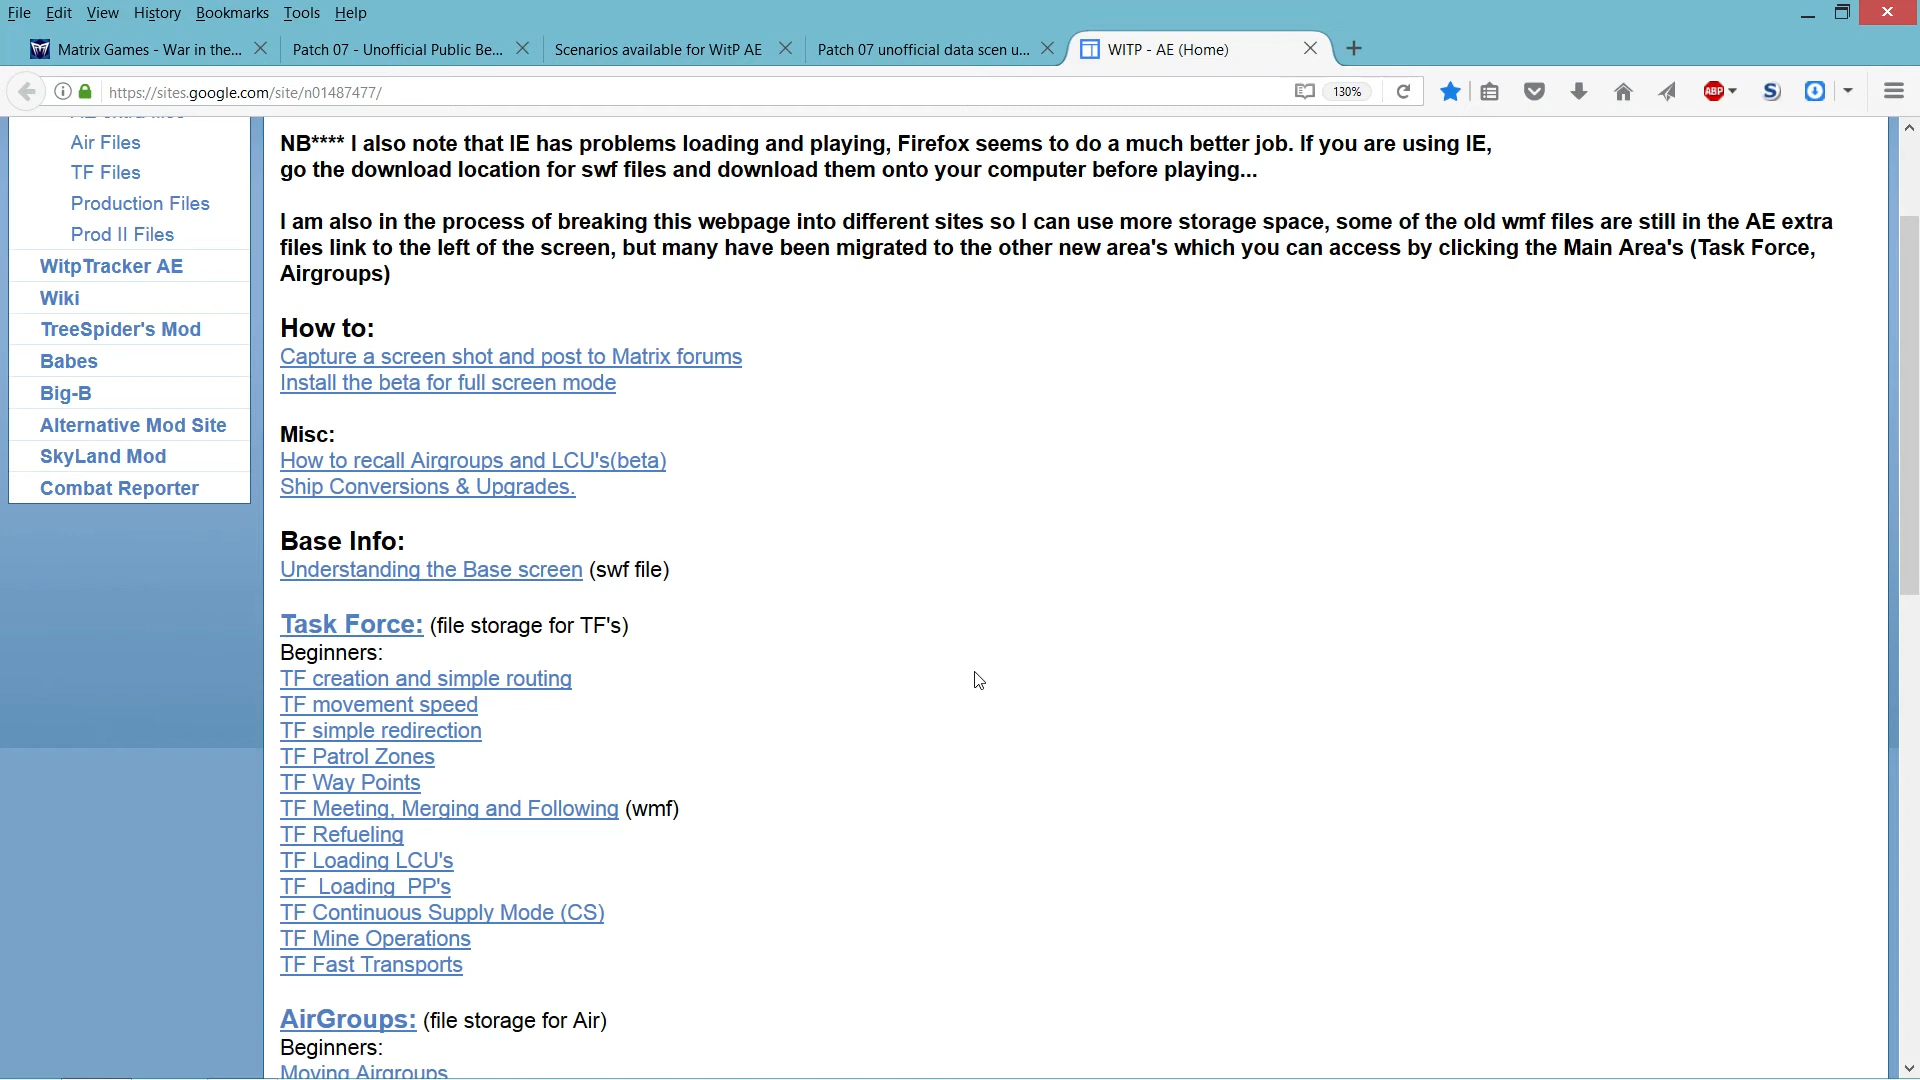 File Edit View History Bookmarks Tools Help
Matrix Games - War in the... Patch 07 - Unofficial Public Be... Scenarios available for WitP AE Patch 07 unofficial data scen u... WITP - AE (Home)
https://sites.google.com/site/n01487477/ 130% ABP S
Air Files
TF Files
Production Files
Prod II Files
WitpTracker AE
Wiki
TreeSpider's Mod
Babes
Big-B
Alternative Mod Site
SkyLand Mod
Combat Reporter
NB**** I also note that IE has problems loading and playing, Firefox seems to do a much better job. If you are using IE,
go the download location for swf files and download them onto your computer before playing...
I am also in the process of breaking this webpage into different sites so I can use more storage space, some of the old wmf files are still in the AE extra
files link to the left of the screen, but many have been migrated to the other new area's which you can access by clicking the Main Area's (Task Force,
Airgroups)
How to:
Capture a screen shot and post to Matrix forums
Install the beta for full screen mode
Misc:
How to recall Airgroups and LCU's(beta)
Ship Conversions & Upgrades.
Base Info:
Understanding the Base screen (swf file)
Task Force: (file storage for TF's)
Beginners:
TF creation and simple routing
TF movement speed
TF simple redirection
TF Patrol Zones
TF Way Points
TF Meeting, Merging and Following (wmf)
TF Refueling
TF Loading LCU's
TF Loading PP's
TF Continuous Supply Mode (CS)
TF Mine Operations
TF Fast Transports
AirGroups: (file storage for Air)
Beginners:
Moving Airgroups